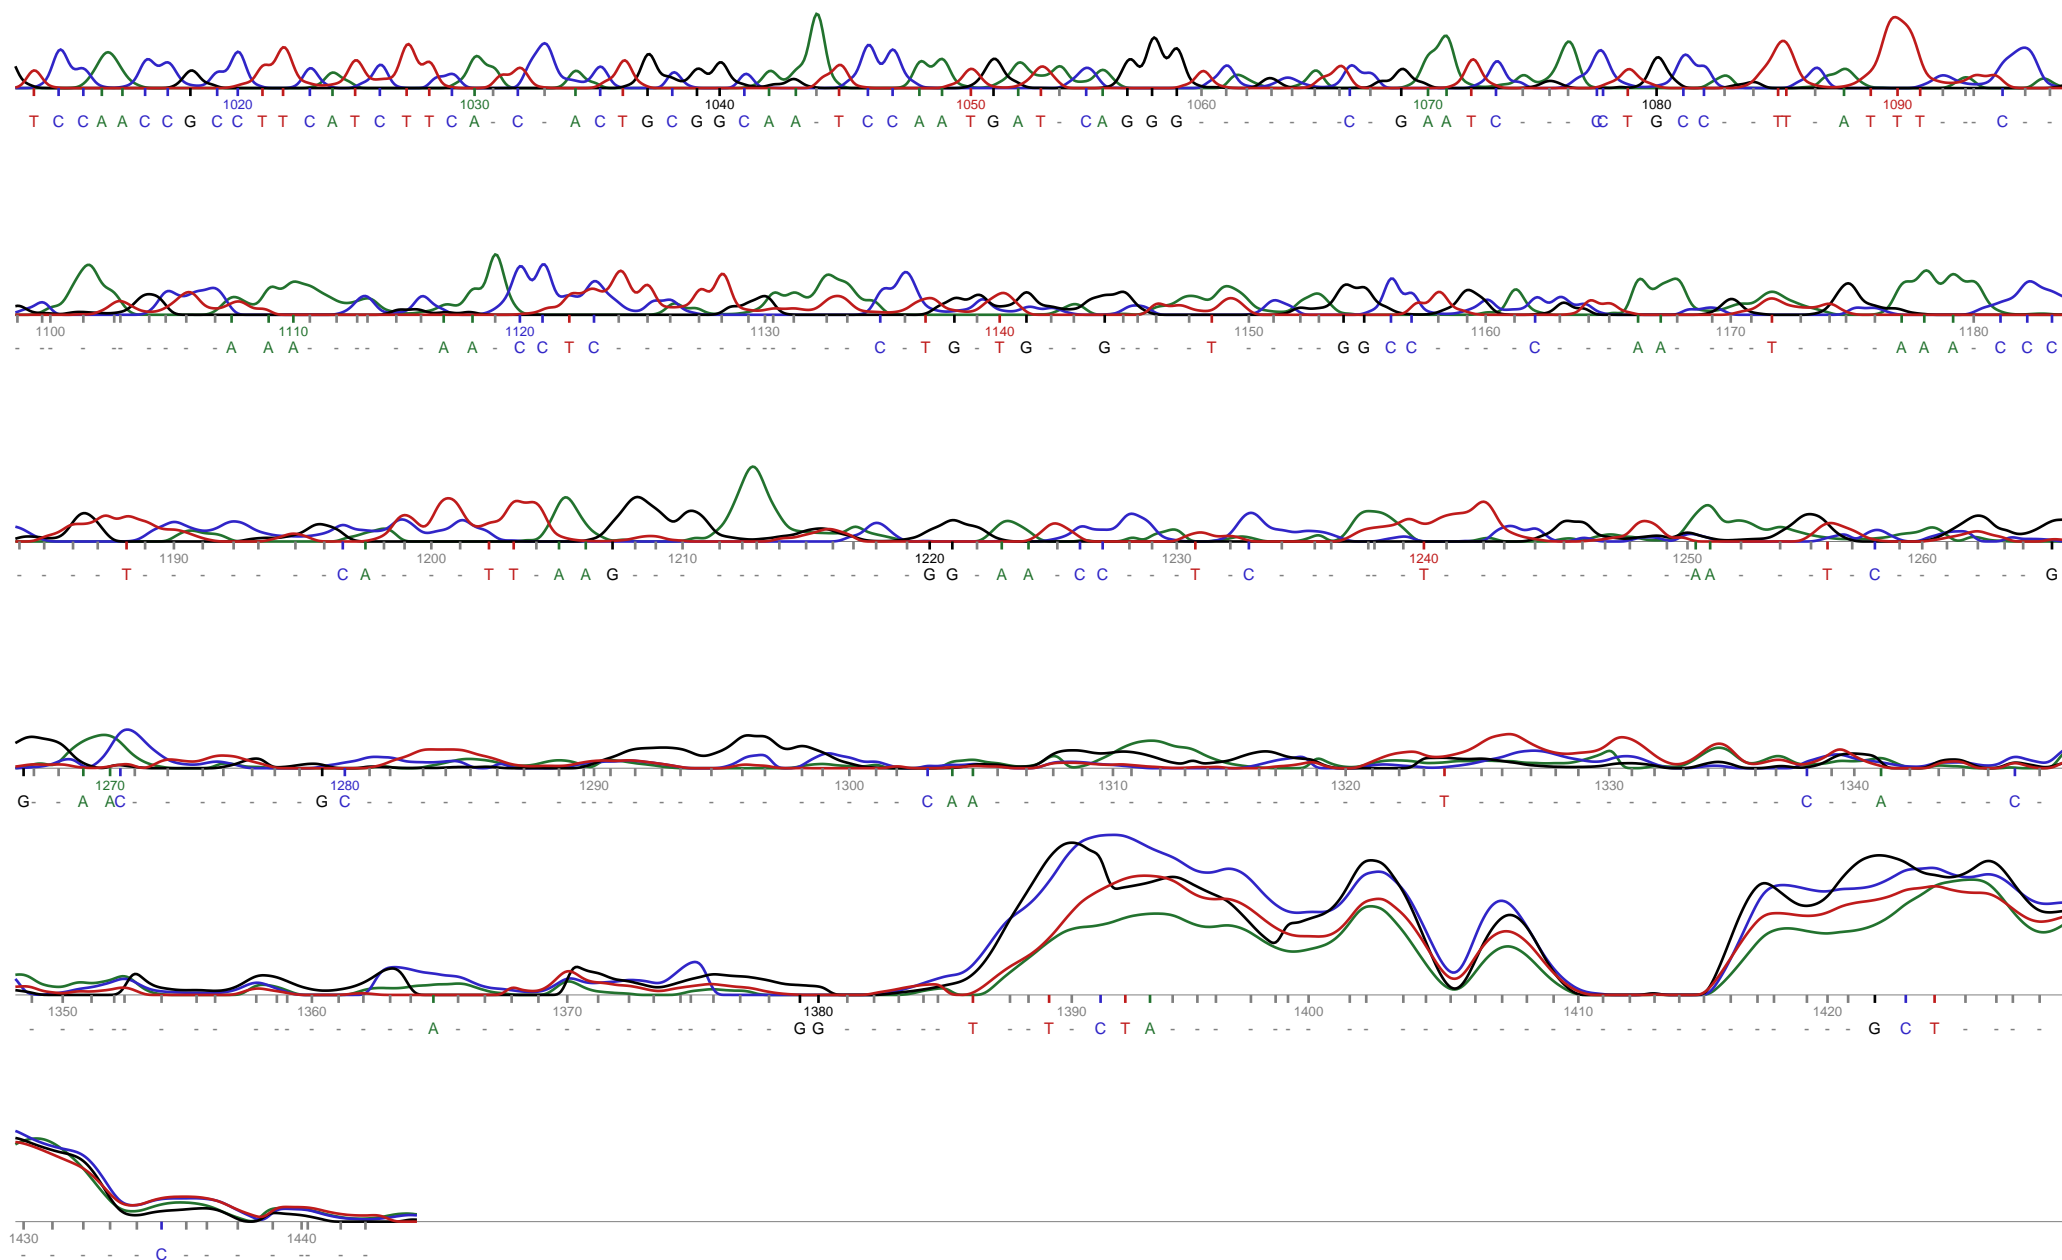 1020 1030 1040 1050 1060 1070 1080 1090
T C C A A C C G C C T T C A T C T T C A - C - A C T G C G G C A A - T C C A A T G A T - C A G G G - - - - - - - C - G A A T C - - - C C T G C C - - T T - A T T T - - - C - -
1100 1110 1120 1130 1140 1150 1160 1170 1180
- - - - - - - - - A A A - - - - - - A A - C C T C - - - - - - - - - - - - C - T G - T G - - G - - - - T - - - - - G G C C - - - - C - - - - A A - - - - T - - - - - A A A - C C C
1190 1200 1210 1220 1230 1240 1250 1260
- - - - T - - - - - - - - C A - - - - T T - A A G - - - - - - - - - - - - G G - A A - C C - - - T - C - - - - - - - T - - - - - - - - - - - A A - - - - T - C - - - - - - G
1270 1280 1290 1300 1310 1320 1330 1340
G - A A C - - - - - - - - G C - - - - - - - - - - - - - - - - - - - - - - - C A A - - - - - - - - - - - - - - - - - - T - - - - - - - - - - - - - C - A - - - - C -
1350 1360 1370 1380 1390 1400 1410 1420
- - - - - - - - - - - - - - - - A - - - - - - - - - - - - - G G - - - - T - - T - C T A - - - - - - - - - - - - - - - - - - - - - - - - - - - G C T - - - -
1430 1440
- - - - - C - - - - - - - -